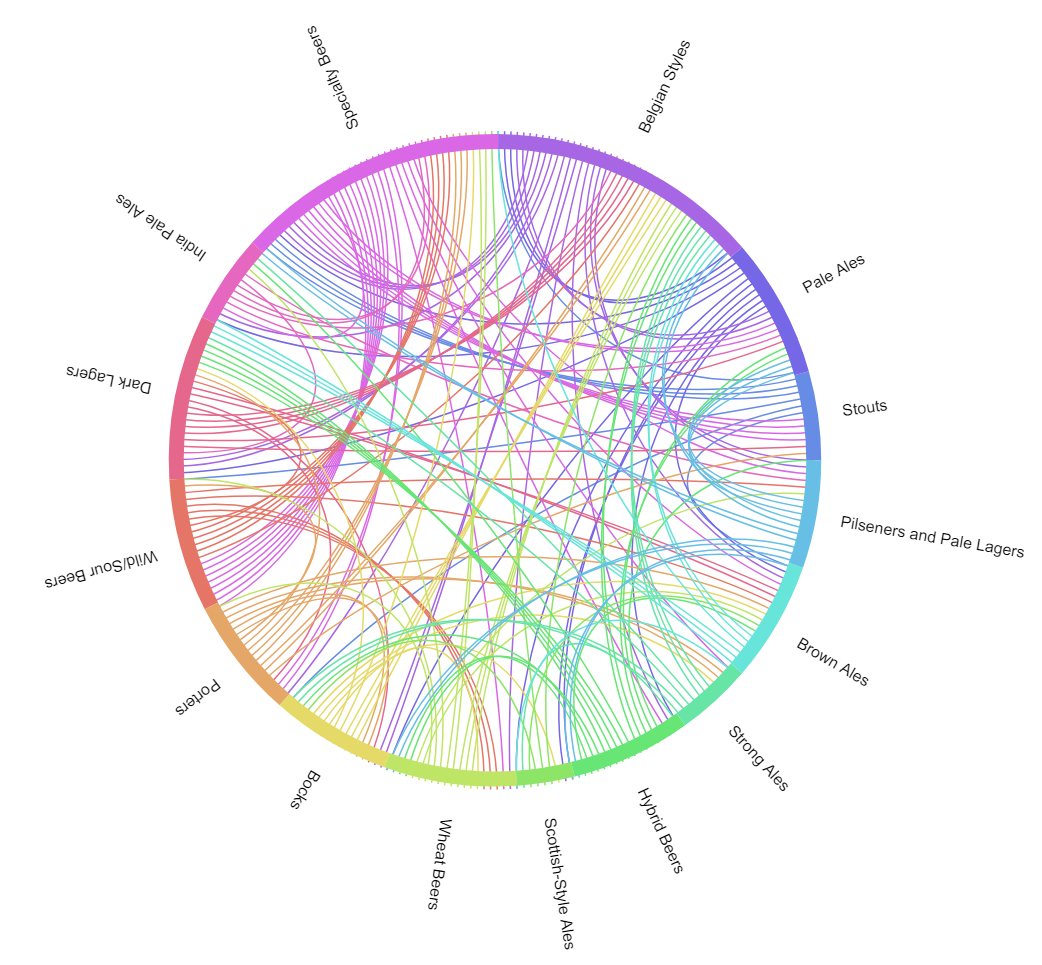 Specialty Beers
Belgian Styles
Pale Ales
Stouts
Pilseners and Pale Lagers
Brown Ales
Strong Ales
Hybrid Beers
Scottish-Style Ales
Wheat Beers
Bocks
Porters
Wild/Sour Beers
Dark Lagers
India Pale Ales